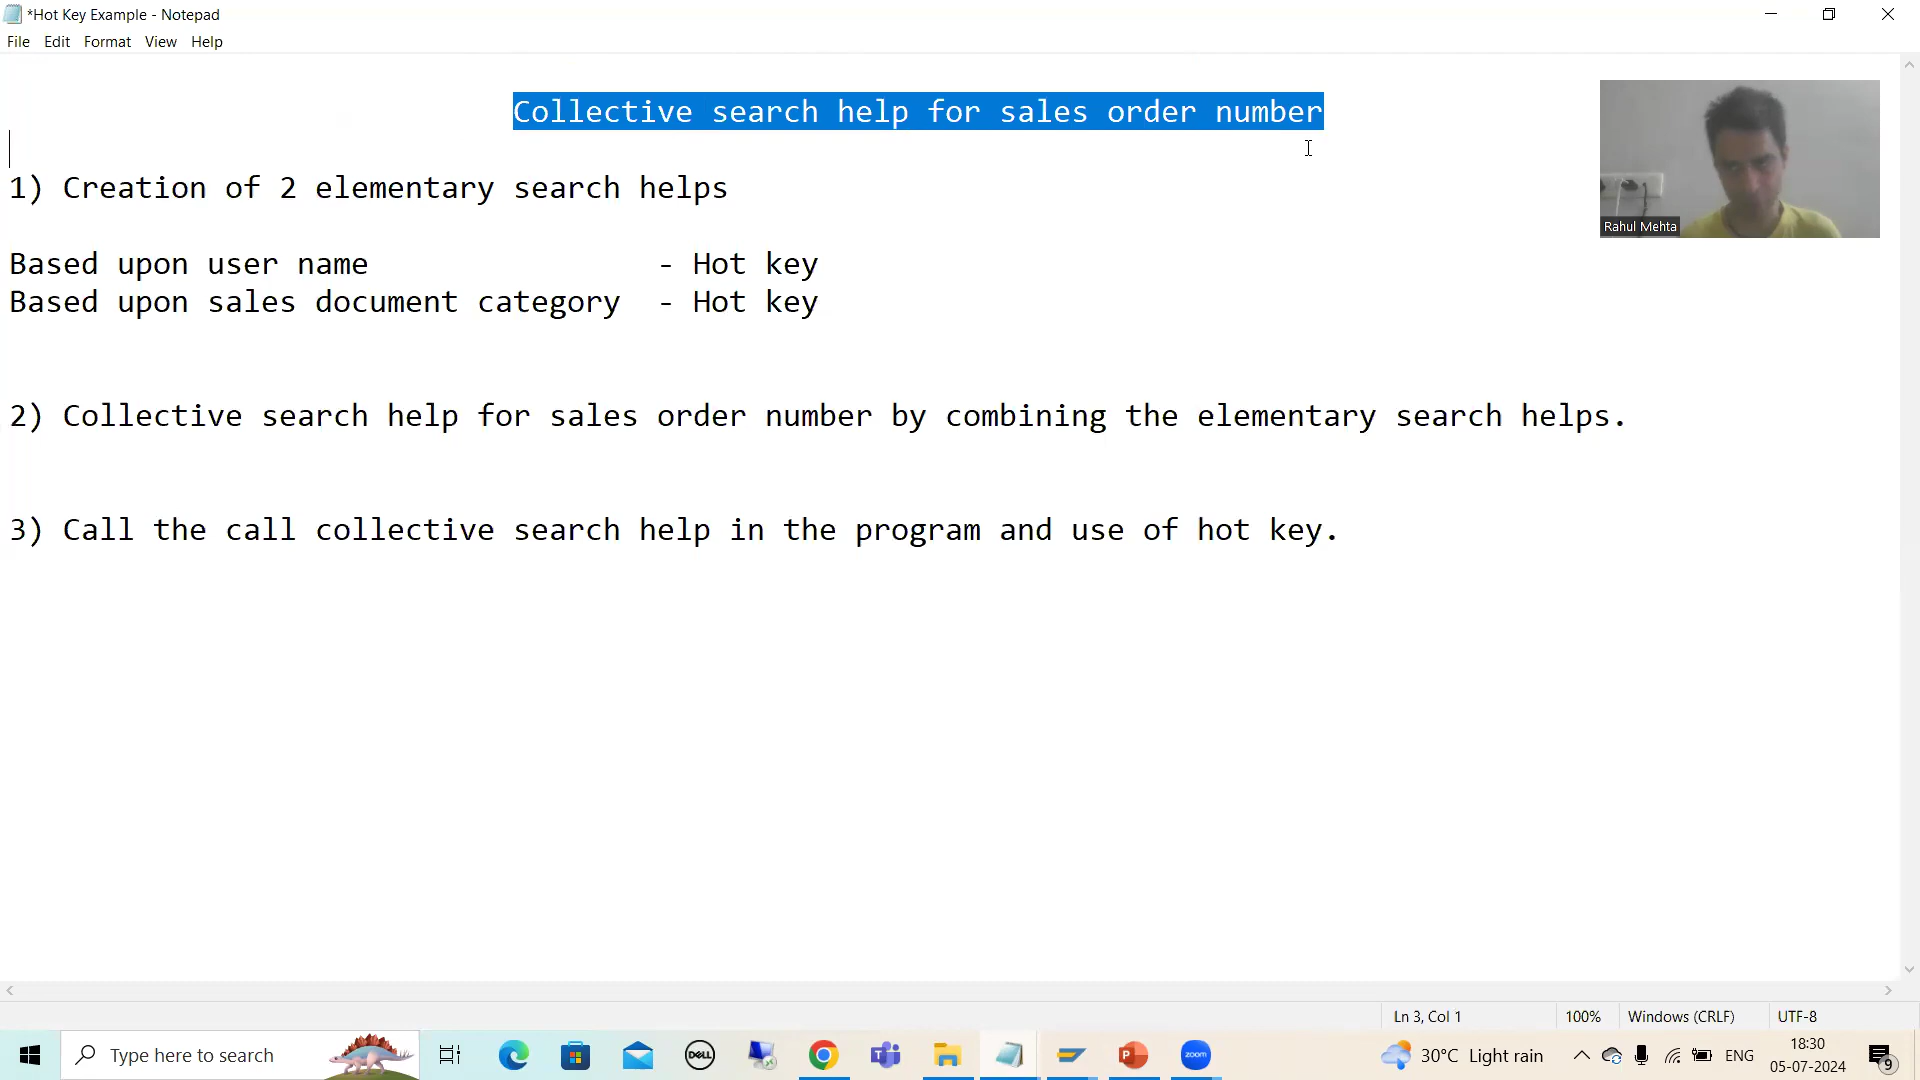 *Hot Key Example - Notepad
File Edit Format View Help
Collective search help for sales order number
Rahul Mehta
1) Creation of 2 elementary search helps
Based upon user name - Hot key
Based upon sales document category - Hot key
2) Collective search help for sales order number by combining the elementary search helps.
3) Call the call collective search help in the program and use of hot key.
Ln 3, Col 1 100% Windows (CRLF) UTF-8
Type here to search DELL zoom 30°C Light rain ENG 18:30
05-07-2024 9